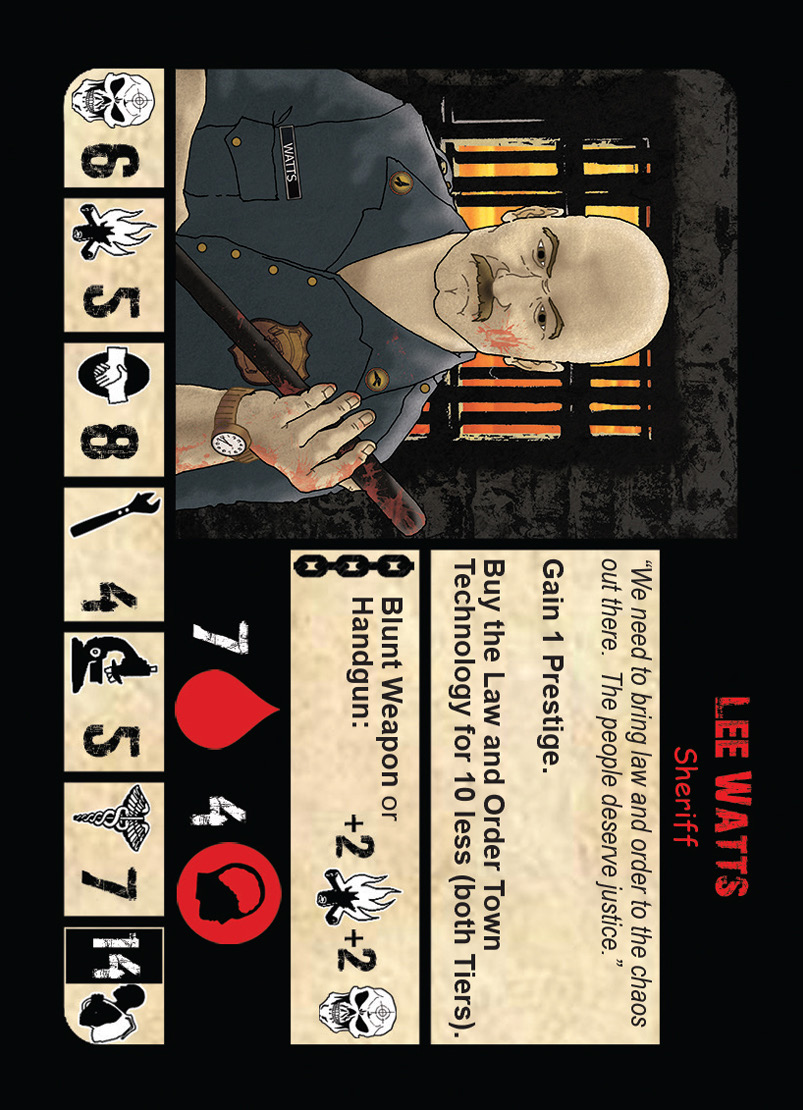 LEE WATTS
Sheriff
“We need to bring law and order to the chaos
out there. The people deserve justice.”
Gain 1 Prestige.
Buy the Law and Order Town
Technology for 10 less (both Tiers).
Blunt Weapon or
Handgun:
+2 +2
7 4
WATTS
6 5 8 4 5 7 14